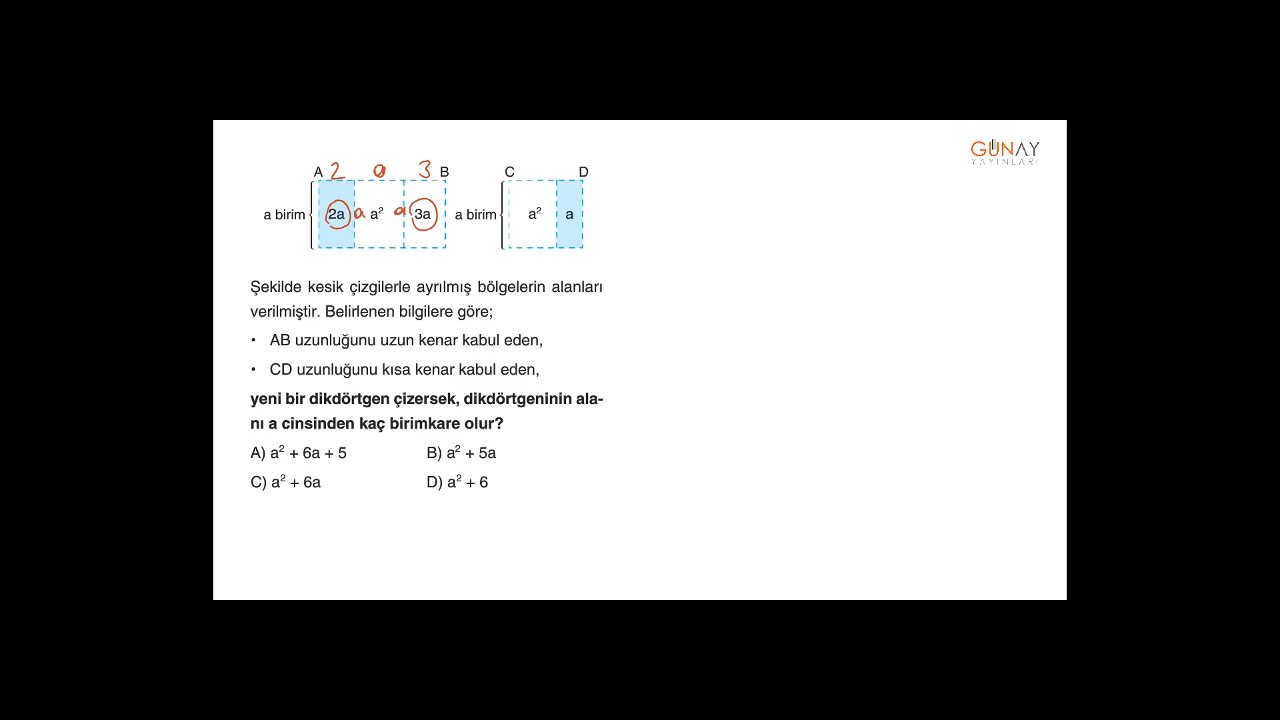 GÜNAY
YAYINLARI
A 2 a 3 B C D
a birim 2a a a² a 3a a birim a² a
Şekilde kesik çizgilerle ayrılmış bölgelerin alanları
verilmiştir. Belirlenen bilgilere göre;
• AB uzunluğunu uzun kenar kabul eden,
• CD uzunluğunu kısa kenar kabul eden,
yeni bir dikdörtgen çizersek, dikdörtgeninin ala-
nı a cinsinden kaç birimkare olur?
A) a² + 6a + 5 B) a² + 5a
C) a² + 6a D) a² + 6